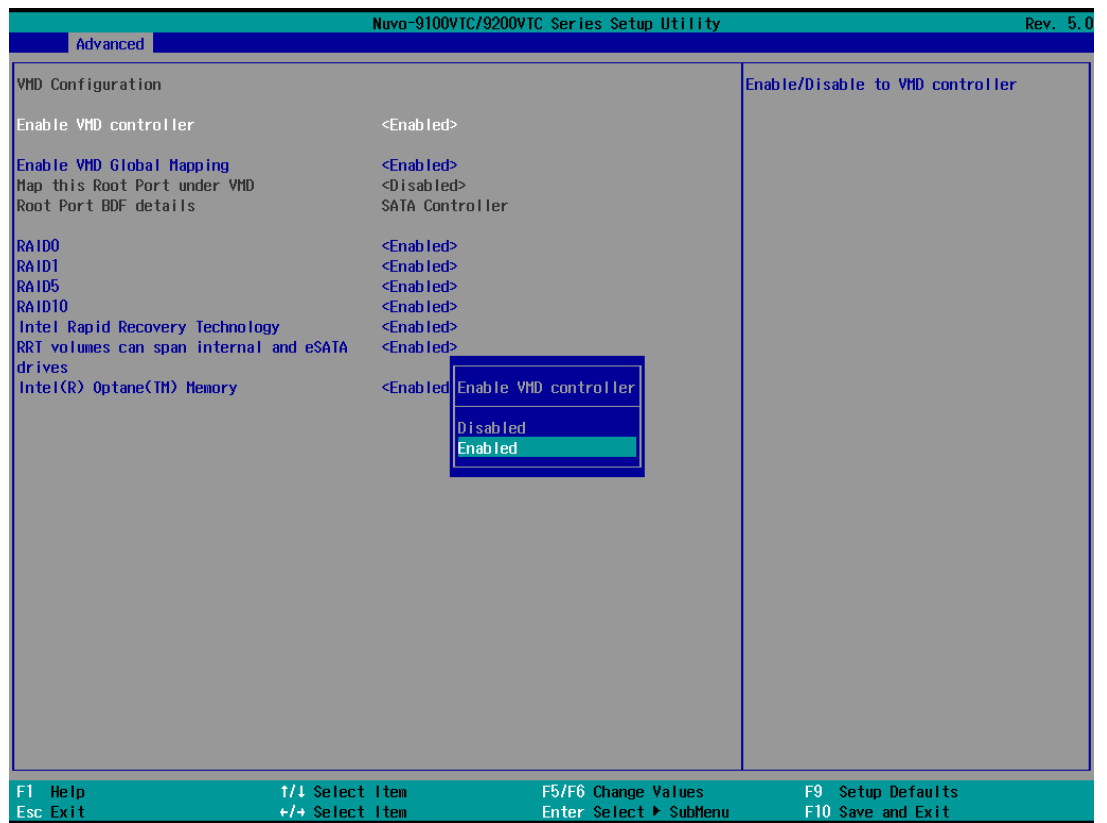 Nuvo-9100VTC/9200VTC Series Setup Utility Rev. 5.0
Advanced
VMD Configuration
Enable/Disable to VMD controller
Enable VMD controller <Enabled>
Enable VMD Global Mapping <Enabled>
Map this Root Port under VMD <Disabled>
Root Port BDF details SATA Controller
RAID0 <Enabled>
RAID1 <Enabled>
RAID5 <Enabled>
RAID10 <Enabled>
Intel Rapid Recovery Technology <Enabled>
RRT volumes can span internal and eSATA <Enabled>
drives
Intel(R) Optane(TM) Memory <Enabled
Enable VMD controller
Disabled
Enabled
F1 Help ↑/↓ Select Item F5/F6 Change Values F9 Setup Defaults
Esc Exit ←/→ Select Item Enter Select ▶ SubMenu F10 Save and Exit